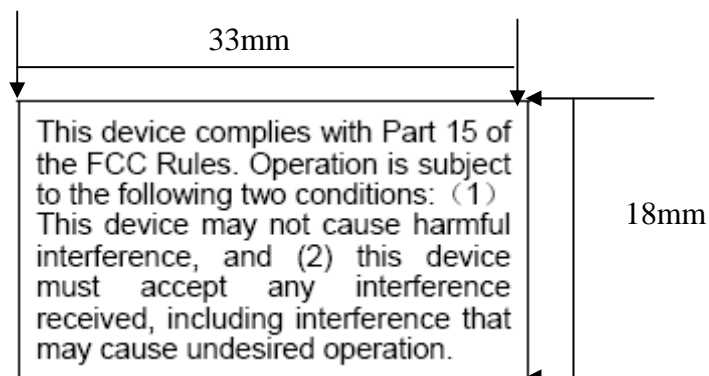 33mm
This device complies with Part 15 of
the FCC Rules. Operation is subject
to the following two conditions:（1）
This device may not cause harmful
interference, and (2) this device
must accept any interference
received, including interference that
may cause undesired operation.
18mm